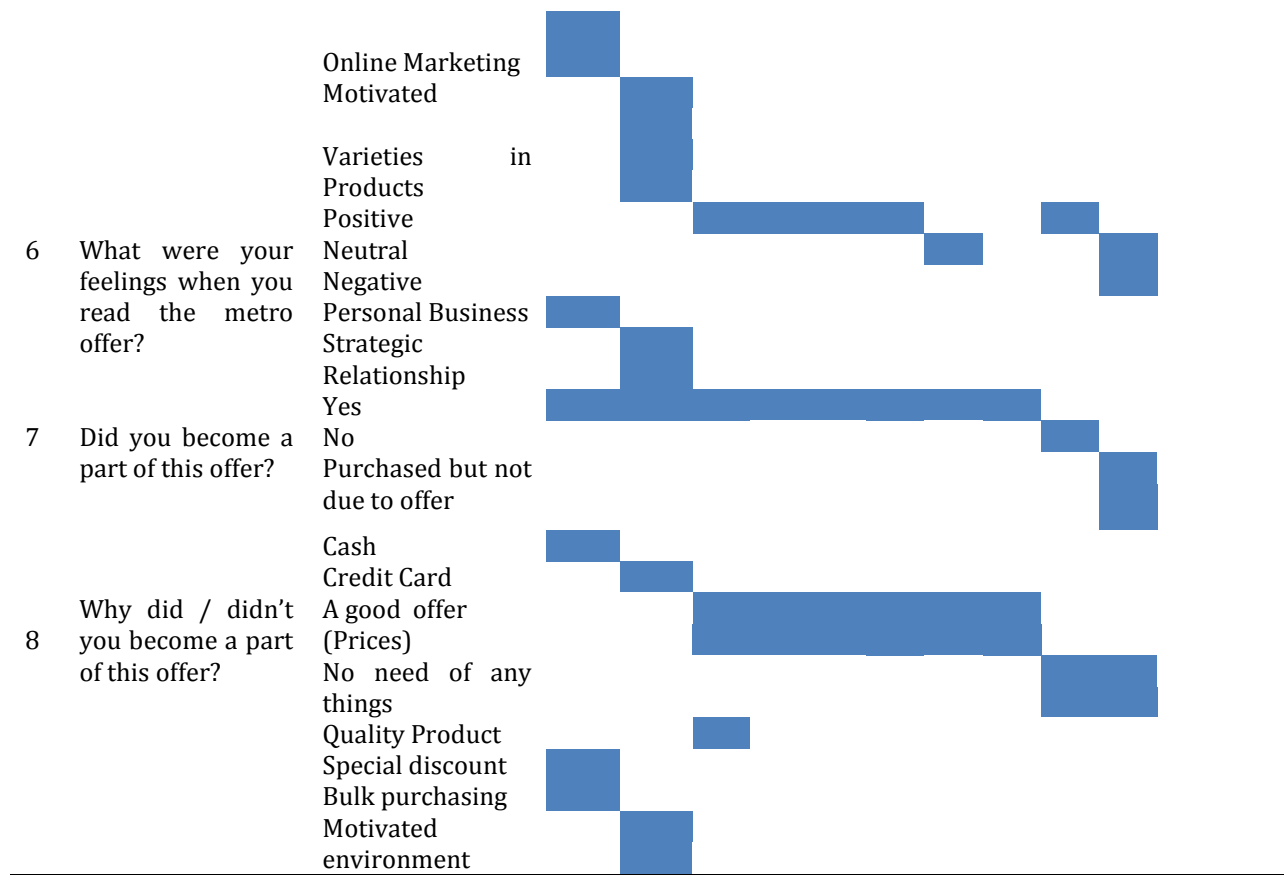 Online Marketing
Motivated
Varieties in
Products
Positive
6 What were your Neutral
feelings when you Negative
read the metro Personal Business
offer? Strategic
Relationship
Yes
7 Did you become a No
part of this offer? Purchased but not
due to offer
Cash
Credit Card
Why did / didn't A good offer
8 you become a part (Prices)
of this offer? No need of any
things
Quality Product
Special discount
Bulk purchasing
Motivated
environment